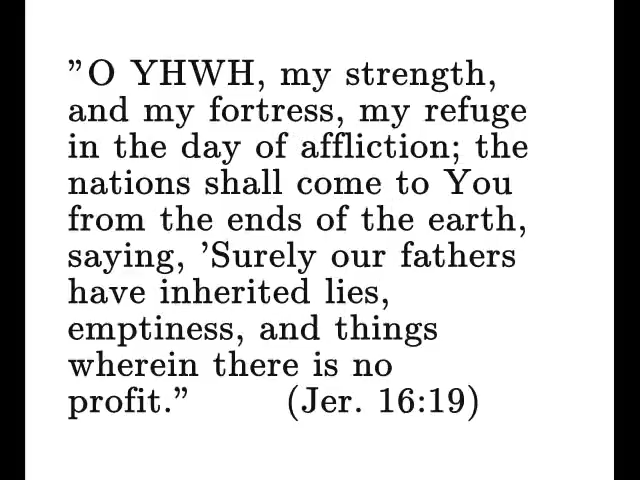 ”O YHWH, my strength,
and my fortress, my refuge
in the day of affliction; the
nations shall come to You
from the ends of the earth,
saying, ’Surely our fathers
have inherited lies,
emptiness, and things
wherein there is no
profit.” (Jer. 16:19)